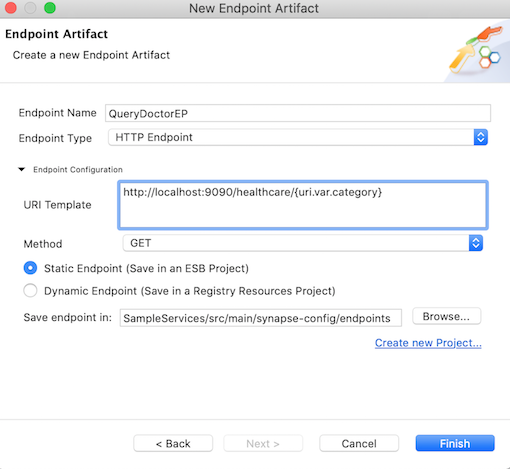 New Endpoint Artifact
Endpoint Artifact
Create a new Endpoint Artifact
Endpoint Name QueryDoctorEP
Endpoint Type HTTP Endpoint
Endpoint Configuration
URI Template http://localhost:9090/healthcare/{uri.var.category}
Method GET
Static Endpoint (Save in an ESB Project)
Dynamic Endpoint (Save in a Registry Resources Project)
Save endpoint in: SampleServices/src/main/synapse-config/endpoints Browse...
Create new Project...
< Back Next > Cancel Finish